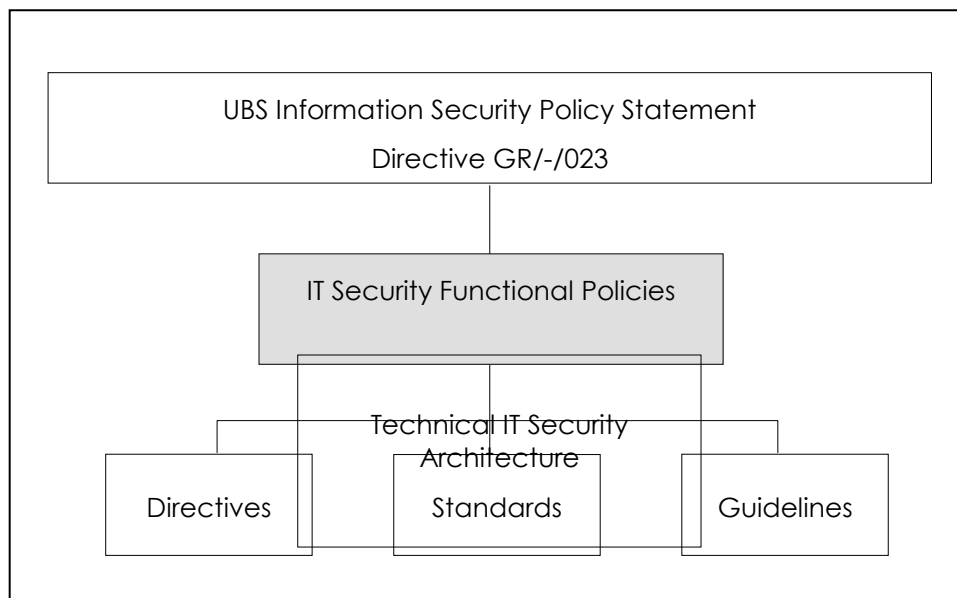 UBS Information Security Policy Statement
Directive GR/-/023
IT Security Functional Policies
Technical IT Security
Architecture
Directives
Standards
Guidelines